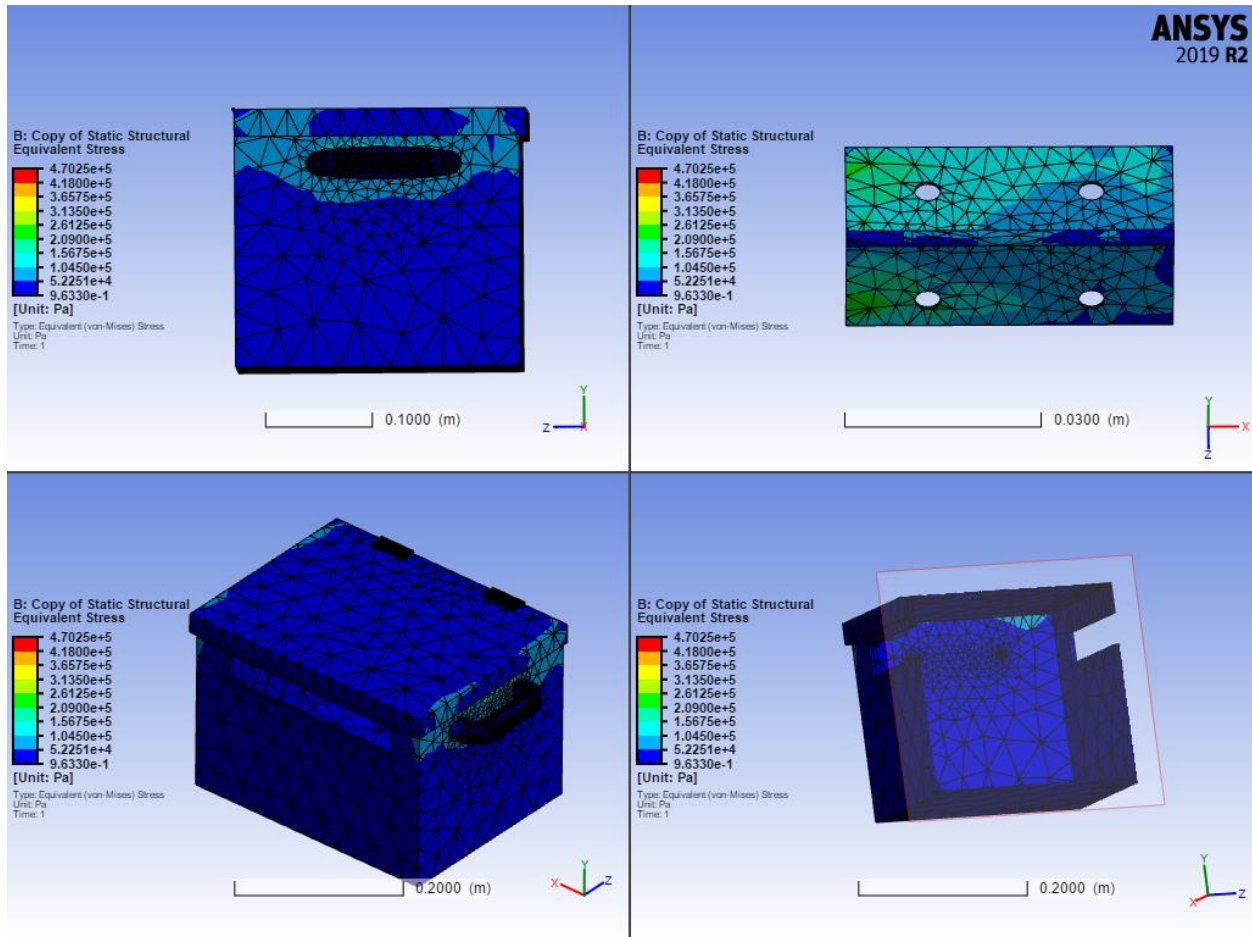 ANSYS
2019 R2
B: Copy of Static Structural
Equivalent Stress
4.7025e+5
4.1800e+5
3.6575e+5
3.1350e+5
2.6125e+5
2.0900e+5
1.5675e+5
1.0450e+5
5.2251e+4
9.6330e-1
[Unit: Pa]
Type: Equivalent (von-Mises) Stress
Unit: Pa
Time: 1
0.1000 (m)
Y
Z
X
B: Copy of Static Structural
Equivalent Stress
4.7025e+5
4.1800e+5
3.6575e+5
3.1350e+5
2.6125e+5
2.0900e+5
1.5675e+5
1.0450e+5
5.2251e+4
9.6330e-1
[Unit: Pa]
Type: Equivalent (von-Mises) Stress
Unit: Pa
Time: 1
0.0300 (m)
Y
X
Z
B: Copy of Static Structural
Equivalent Stress
4.7025e+5
4.1800e+5
3.6575e+5
3.1350e+5
2.6125e+5
2.0900e+5
1.5675e+5
1.0450e+5
5.2251e+4
9.6330e-1
[Unit: Pa]
Type: Equivalent (von-Mises) Stress
Unit: Pa
Time: 1
0.2000 (m)
Y
X
Z
B: Copy of Static Structural
Equivalent Stress
4.7025e+5
4.1800e+5
3.6575e+5
3.1350e+5
2.6125e+5
2.0900e+5
1.5675e+5
1.0450e+5
5.2251e+4
9.6330e-1
[Unit: Pa]
Type: Equivalent (von-Mises) Stress
Unit: Pa
Time: 1
0.2000 (m)
Y
Z
X